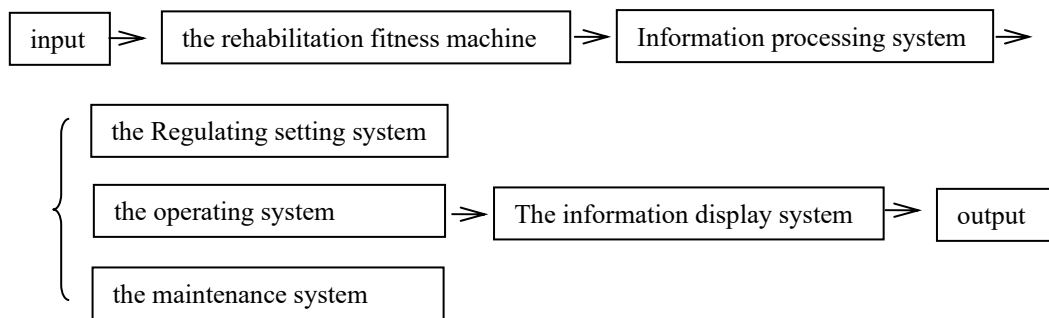 input
the rehabilitation fitness machine
Information processing system
the Regulating setting system
the operating system
The information display system
output
the maintenance system